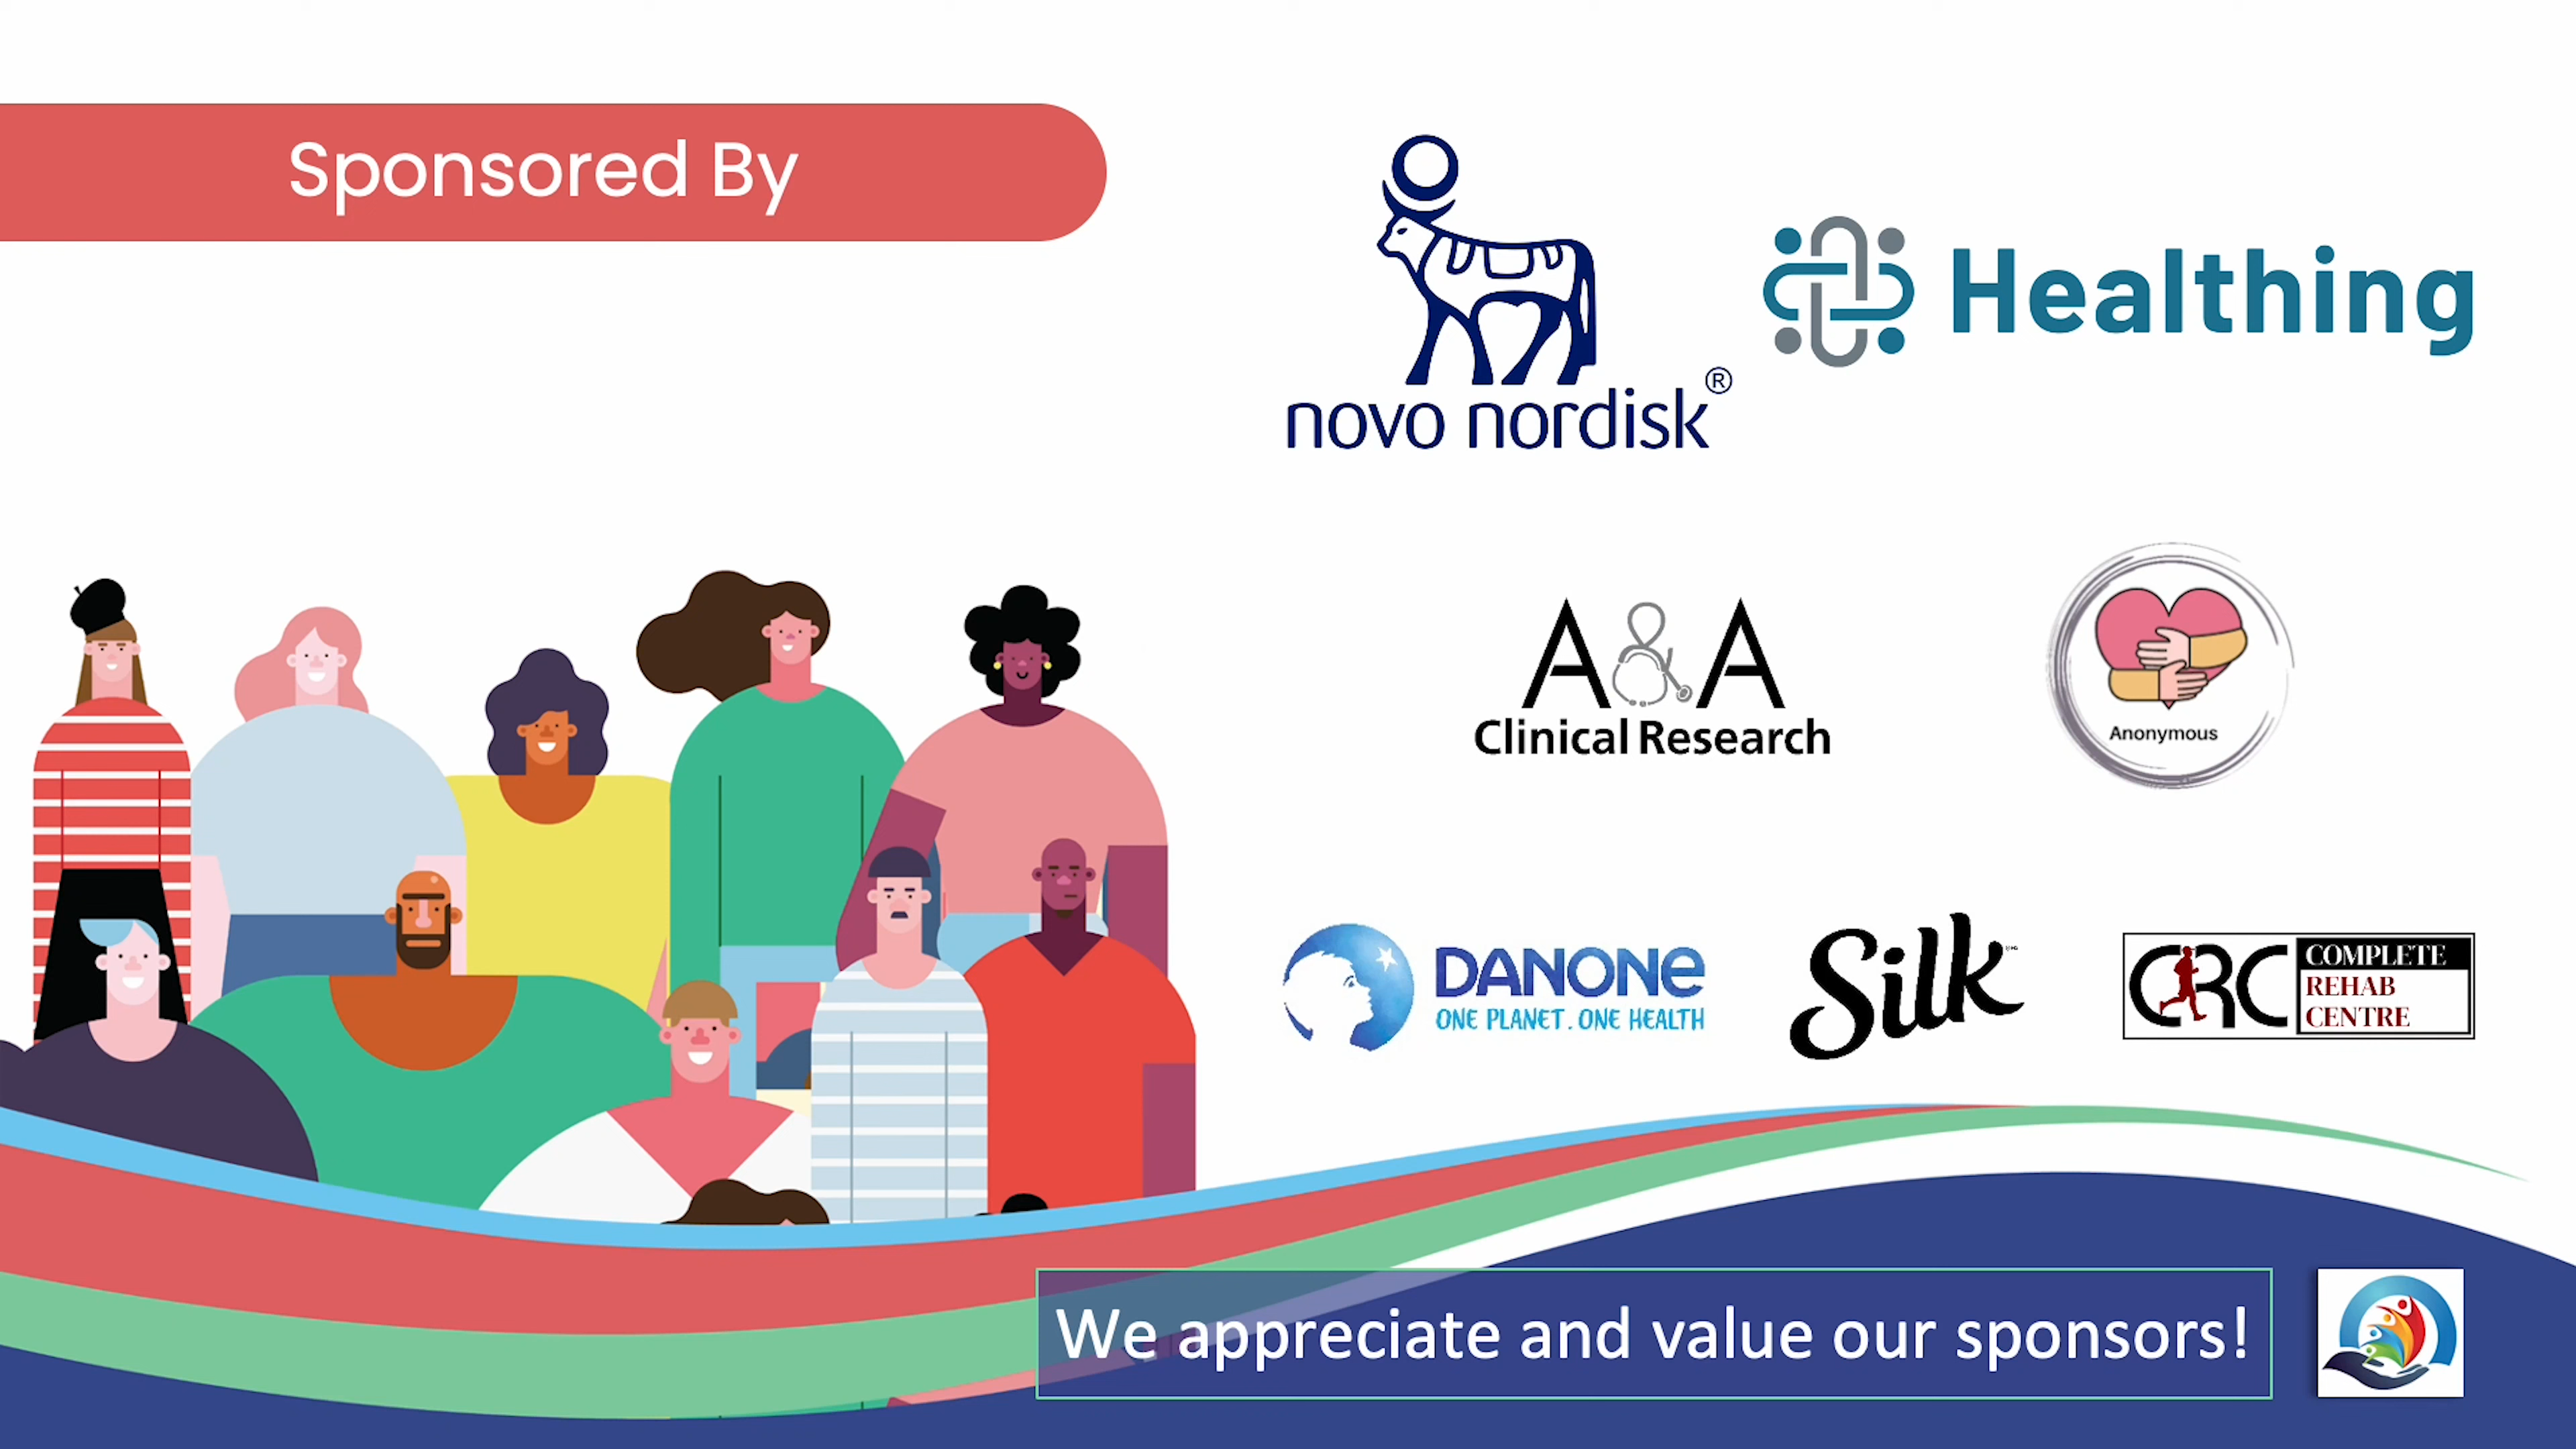 Sponsored By
novo nordisk®
Healthing
A&A
Clinical Research
Anonymous
DANONE
ONE PLANET. ONE HEALTH
Silk
CRC
COMPLETE
REHAB
CENTRE
We appreciate and value our sponsors!